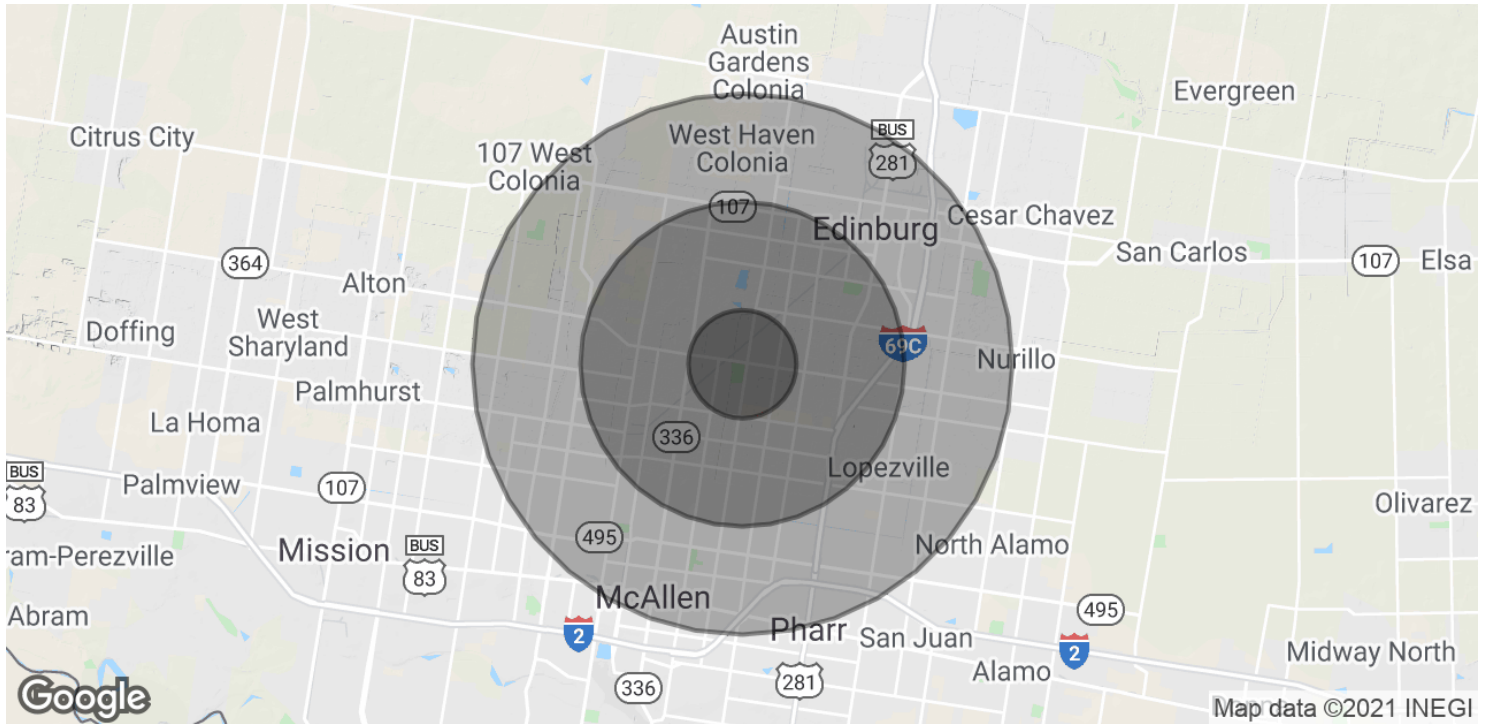 Austin
Gardens
Colonia
Evergreen
Citrus City
BUS
281
West Haven
Colonia
107 West
Colonia
107
Edinburg
Cesar Chavez
San Carlos
107
Elsa
364
Alton
Doffing
West
Sharyland
69C
Nurillo
Palmhurst
La Homa
336
Lopezville
BUS
83
Palmview
107
Olivarez
495
North Alamo
Mission
BUS
83
ram-Perezville
McAllen
Abram
2
Pharr
San Juan
495
2
Midway North
Alamo
336
281
Google
Map data ©2021 INEGI